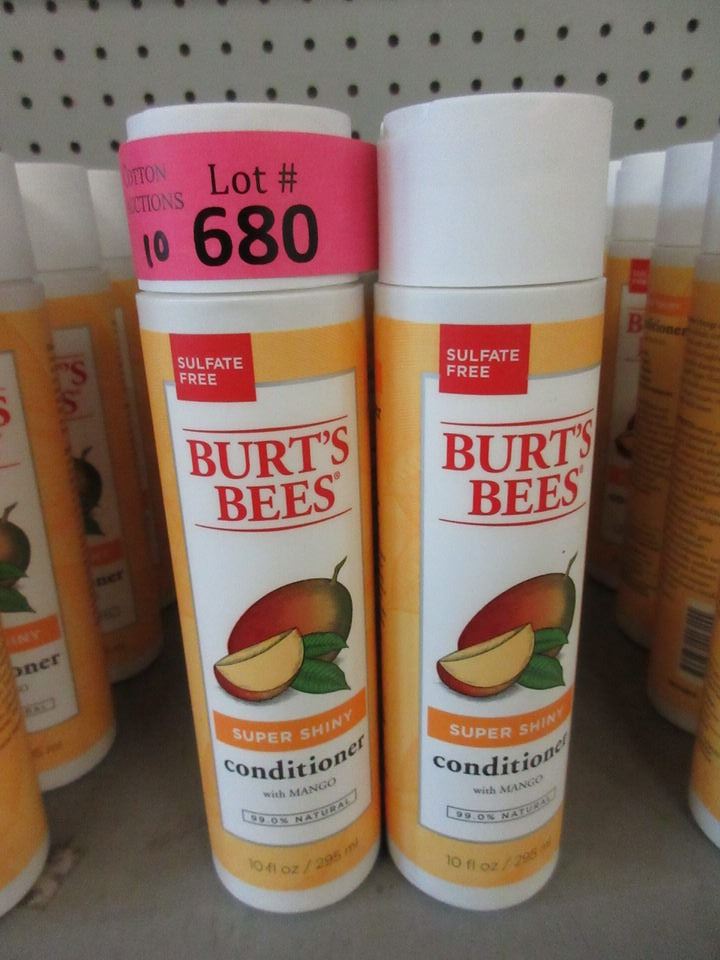 Lot #
10 680
SULFATE
FREE
BURT'S
BEES®
SUPER SHINY
conditioner
with MANGO
99.0% NATURAL
10 fl oz / 295 ml
SULFATE
FREE
BURT'S
BEES®
SUPER SHINY
conditioner
with MANGO
99.0% NATURAL
10 fl oz / 295 ml